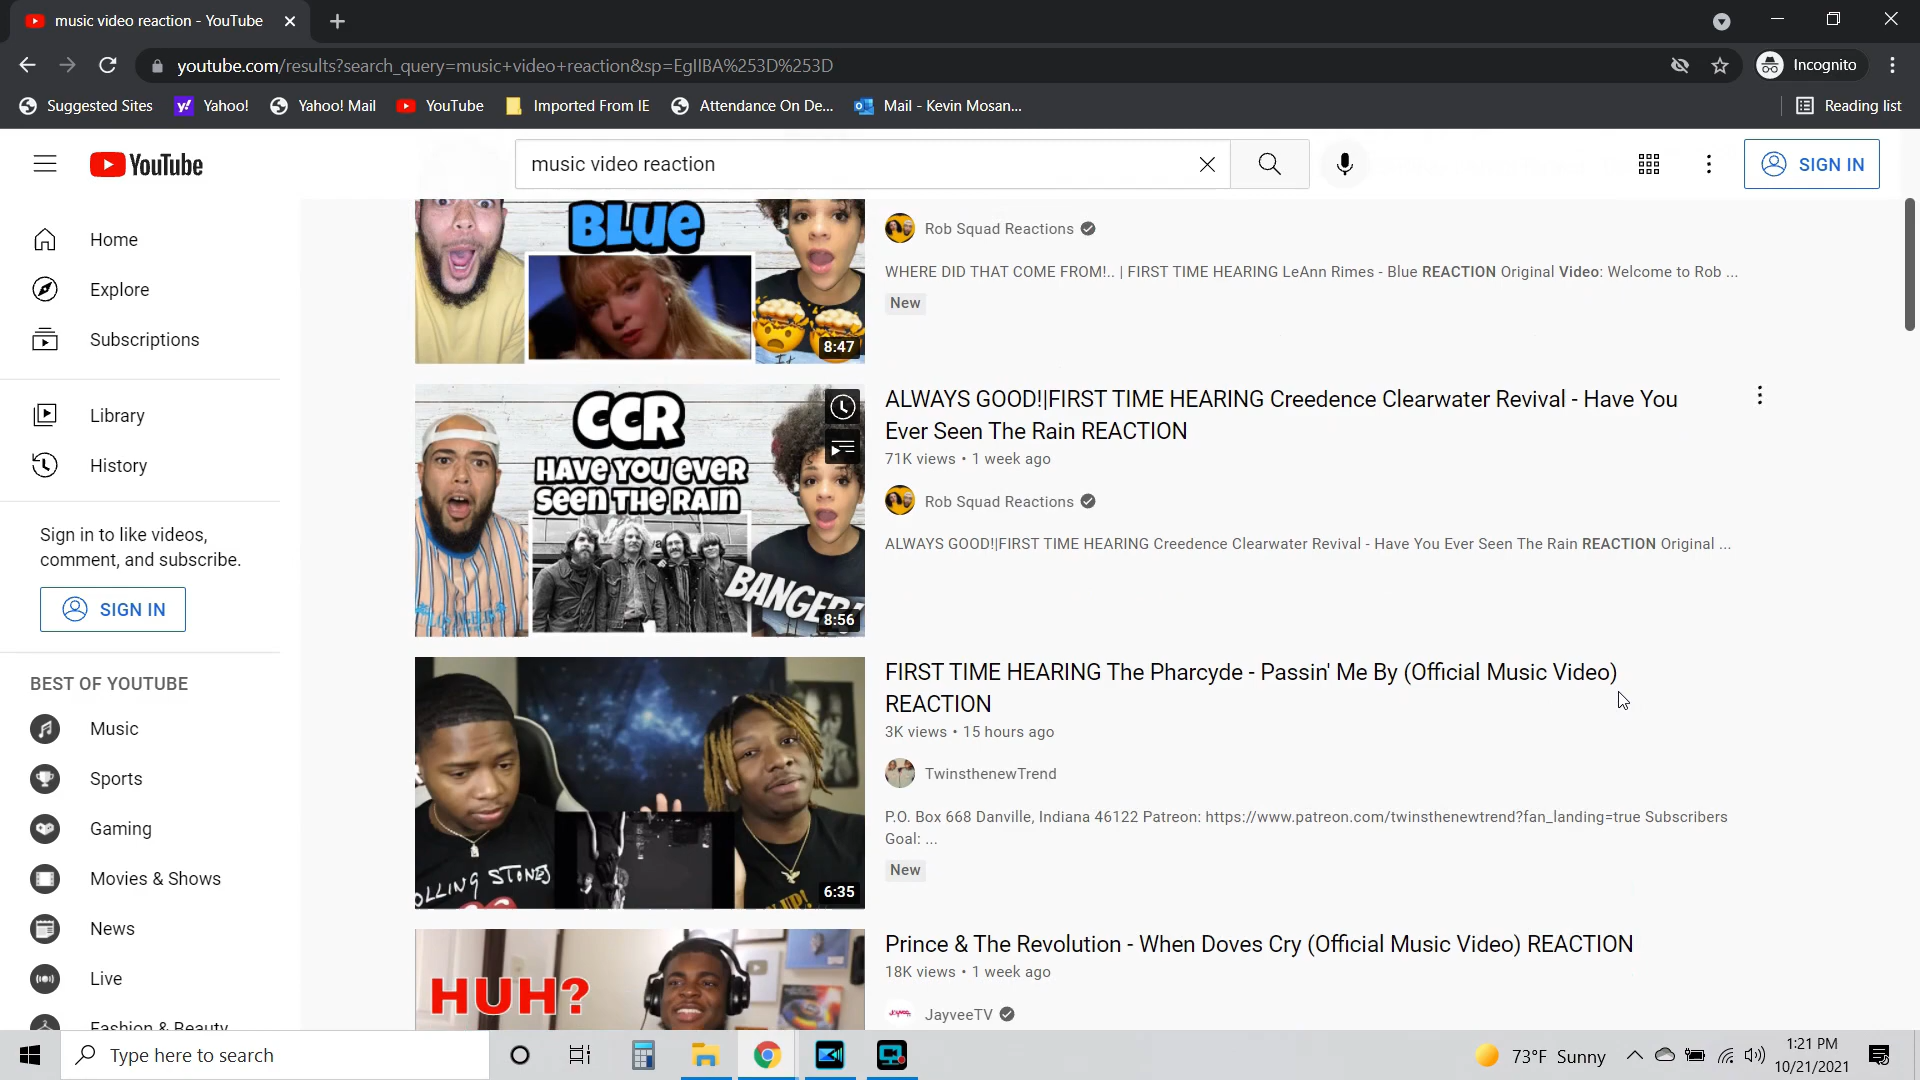 music video reaction - YouTube
youtube.com/results?search_query=music+video+reaction&sp=EgIIBA%253D%253D
Incognito
Suggested Sites
Yahoo!
Yahoo! Mail
YouTube
Imported From IE
Attendance On De...
Mail - Kevin Mosan...
Reading list
YouTube
music video reaction
SIGN IN
Home
Explore
Subscriptions
Library
History
Sign in to like videos,
comment, and subscribe.
SIGN IN
BEST OF YOUTUBE
Music
Sports
Gaming
Movies & Shows
News
Live
Fashion & Beauty
BLUE
8:47
Rob Squad Reactions
WHERE DID THAT COME FROM!.. | FIRST TIME HEARING LeAnn Rimes - Blue REACTION Original Video: Welcome to Rob ...
New
CCR
HAVE YOU EVER
SEEN THE RAIN
BANGER!
8:56
ALWAYS GOOD!|FIRST TIME HEARING Creedence Clearwater Revival - Have You
Ever Seen The Rain REACTION
71K views • 1 week ago
Rob Squad Reactions
ALWAYS GOOD!|FIRST TIME HEARING Creedence Clearwater Revival - Have You Ever Seen The Rain REACTION Original ...
6:35
FIRST TIME HEARING The Pharcyde - Passin' Me By (Official Music Video)
REACTION
3K views • 15 hours ago
TwinsthenewTrend
P.O. Box 668 Danville, Indiana 46122 Patreon: https://www.patreon.com/twinsthenewtrend?fan_landing=true Subscribers
Goal: ...
New
HUH?
Prince & The Revolution - When Doves Cry (Official Music Video) REACTION
18K views • 1 week ago
JayveeTV
Type here to search
73°F Sunny
1:21 PM
10/21/2021